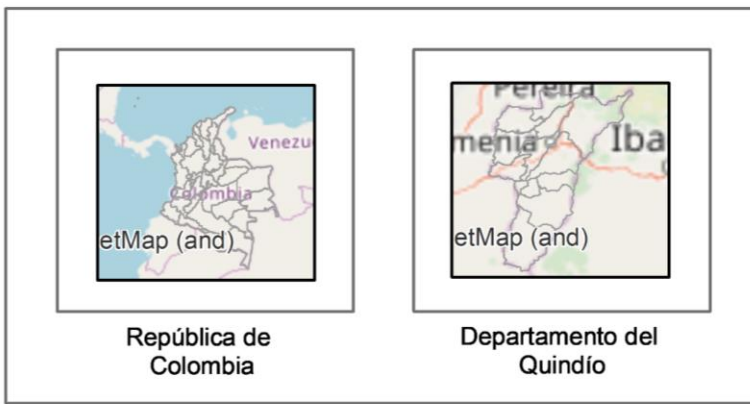 Venezu
Colombia
etMap (and)
República de
Colombia
Pereira
menia
Iba
etMap (and)
Departamento del
Quindío